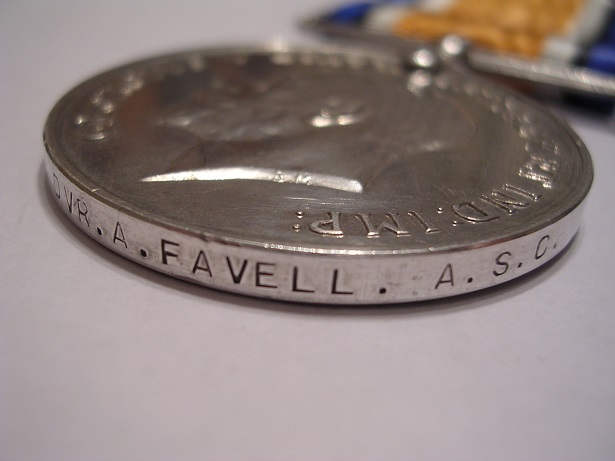 DVR. A. FAVELL. A.S.C.
IND: IMP:
B.M